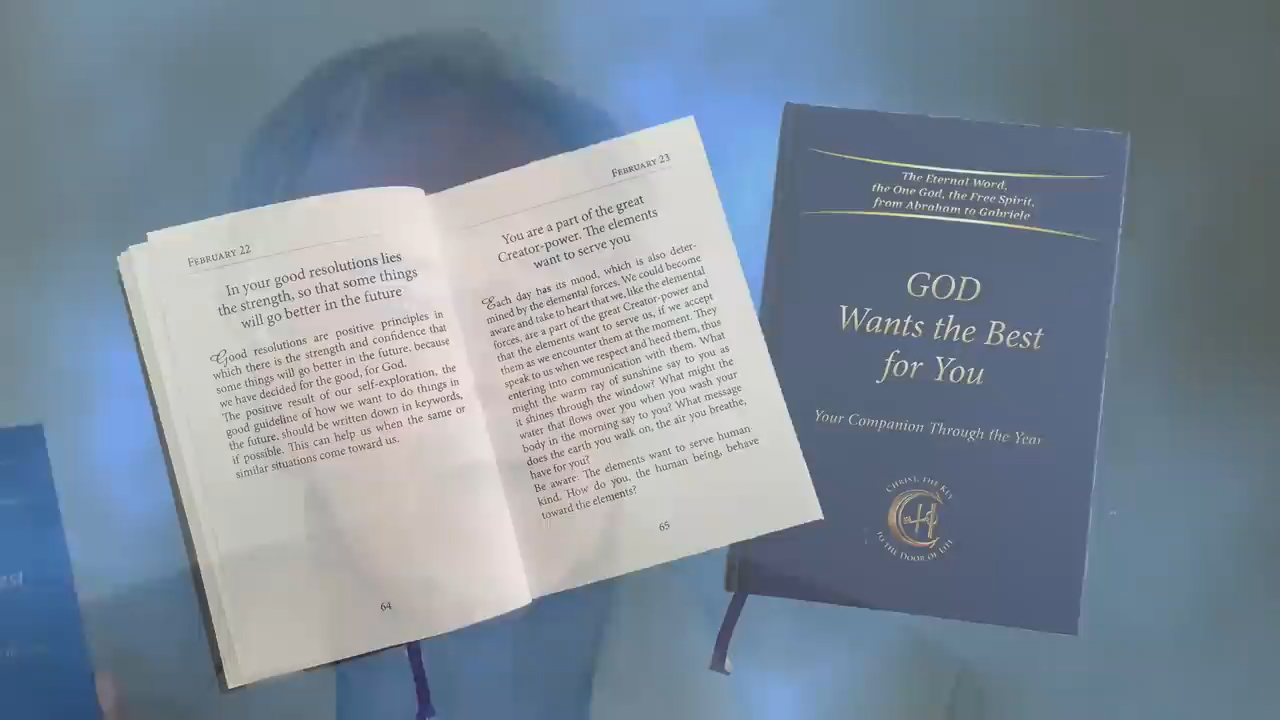 FEBRUARY 22
In your good resolutions lies
the strength, so that some things
will go better in the future
Good resolutions are positive principles in
which there is the strength and confidence that
some things will go better in the future, because
we have decided for the good, for God.
The positive result of our self-exploration, the
good guideline of how we want to do things in
the future, should be written down in keywords,
if possible. This can help us when the same or
similar situations come toward us.
64
FEBRUARY 23
You are a part of the great
Creator-power. The elements
want to serve you
Each day has its mood, which is also deter-
mined by the elemental forces. We could become
aware and take to heart that we, like the elemental
forces, are a part of the great Creator-power and
that the elements want to serve us, if we accept
them as we encounter them at the moment. They
speak to us when we respect and heed them, thus
entering into communication with them. What
might the warm ray of sunshine say to you as
it shines through the window? What might the
water that flows over you when you wash your
body in the morning say to you? What message
does the earth you walk on, the air you breathe,
have for you?
Be aware: The elements want to serve human-
kind. How do you, the human being, behave
toward the elements?
65
The Eternal Word,
the One God, the Free Spirit,
from Abraham to Gabriele
GOD
Wants the Best
for You
Your Companion Through the Year
CHRIST, THE KEY
TO THE DOOR OF LIFE